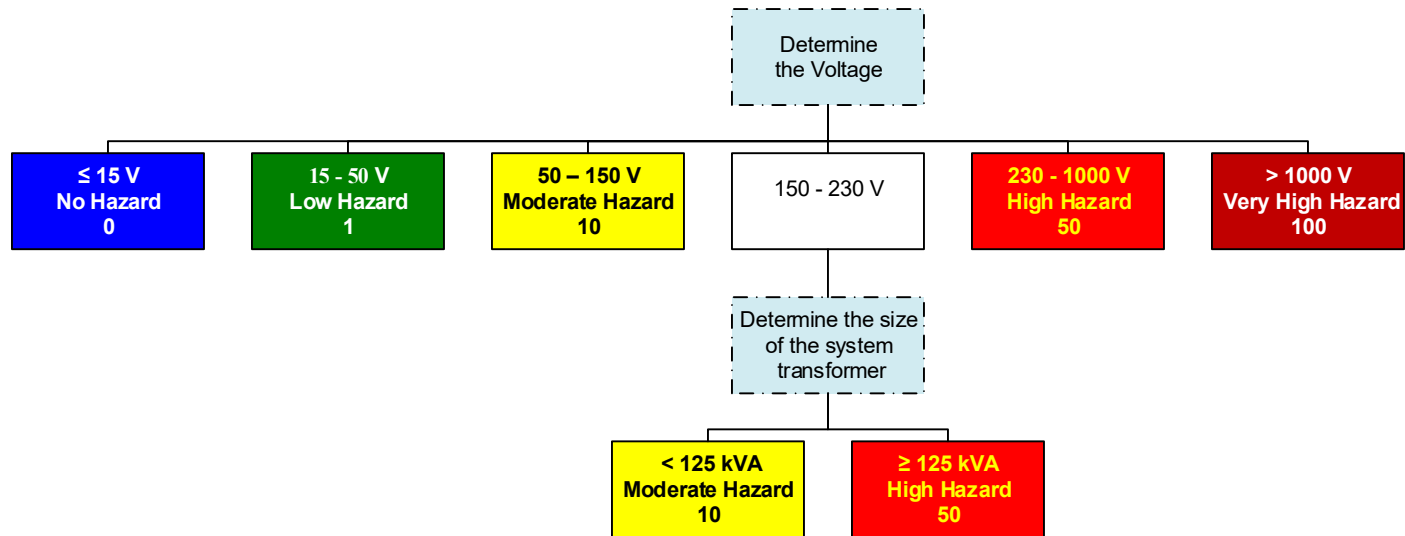 Determine
the Voltage
≤ 15 V
No Hazard
0
15 - 50 V
Low Hazard
1
50 – 150 V
Moderate Hazard
10
150 - 230 V
230 - 1000 V
High Hazard
50
> 1000 V
Very High Hazard
100
Determine the size
of the system
transformer
< 125 kVA
Moderate Hazard
10
≥ 125 kVA
High Hazard
50